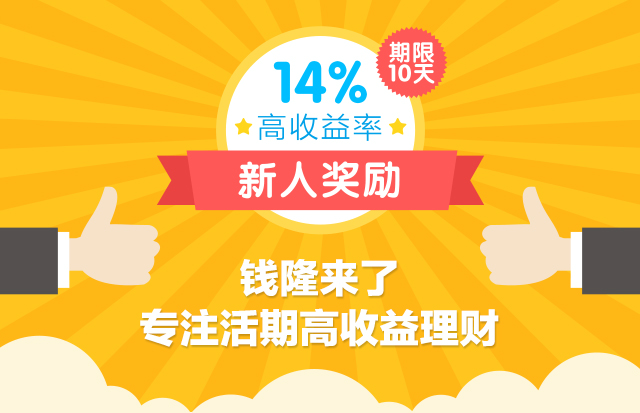 期限
10天
14%
高收益率
新人奖励
钱隆来了
专注活期高收益理财